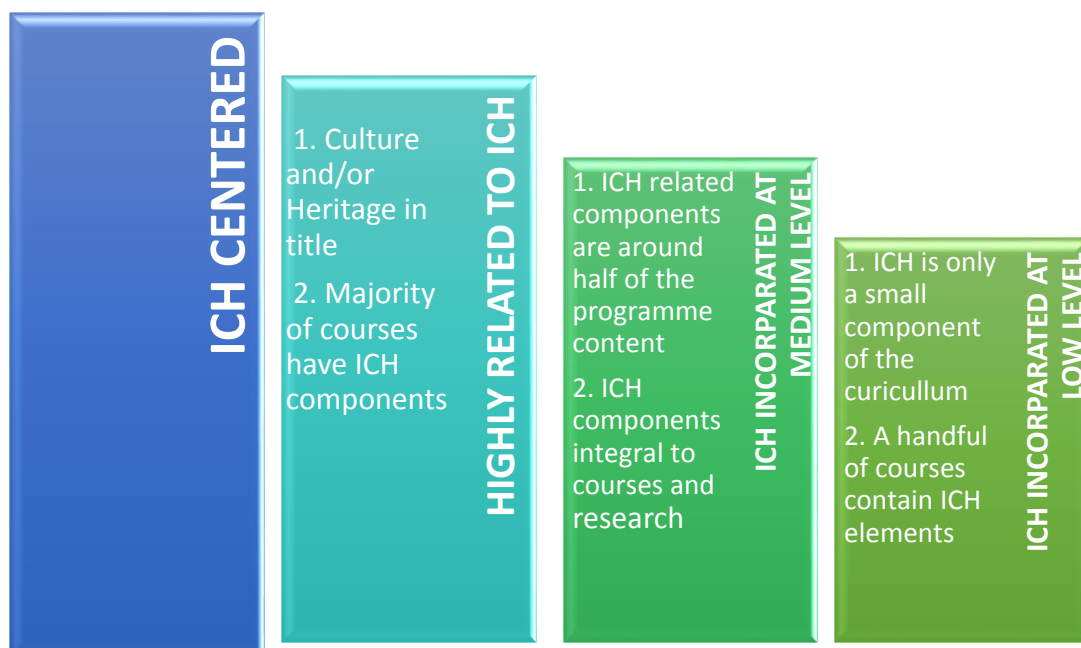 ICH CENTERED
1. Culture
and/or
Heritage in
title
2. Majority
of courses
have ICH
components
HIGHLY RELATED TO ICH
1. ICH related
components
are around
half of the
programme
content
2. ICH
components
integral to
courses and
research
ICH INCORPARATED AT
MEDIUM LEVEL
1. ICH is only
a small
component
of the
curicullum
2. A handful
of courses
contain ICH
elements
ICH INCORPARATED AT
LOW LEVEL